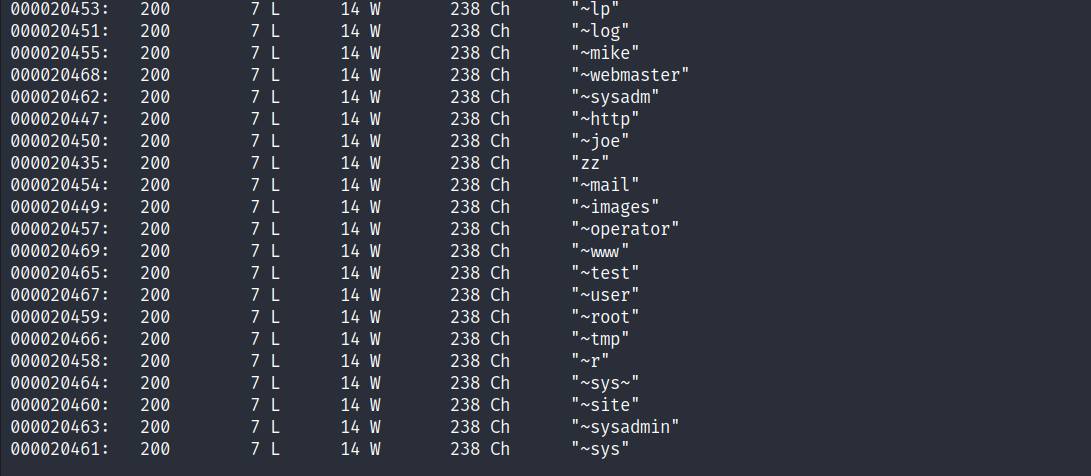 000020453:   200        7 L      14 W       238 Ch      "~lp"
000020451:   200        7 L      14 W       238 Ch      "~log"
000020455:   200        7 L      14 W       238 Ch      "~mike"
000020468:   200        7 L      14 W       238 Ch      "~webmaster"
000020462:   200        7 L      14 W       238 Ch      "~sysadm"
000020447:   200        7 L      14 W       238 Ch      "~http"
000020450:   200        7 L      14 W       238 Ch      "~joe"
000020435:   200        7 L      14 W       238 Ch      "zz"
000020454:   200        7 L      14 W       238 Ch      "~mail"
000020449:   200        7 L      14 W       238 Ch      "~images"
000020457:   200        7 L      14 W       238 Ch      "~operator"
000020469:   200        7 L      14 W       238 Ch      "~www"
000020465:   200        7 L      14 W       238 Ch      "~test"
000020467:   200        7 L      14 W       238 Ch      "~user"
000020459:   200        7 L      14 W       238 Ch      "~root"
000020466:   200        7 L      14 W       238 Ch      "~tmp"
000020458:   200        7 L      14 W       238 Ch      "~r"
000020464:   200        7 L      14 W       238 Ch      "~sys~"
000020460:   200        7 L      14 W       238 Ch      "~site"
000020463:   200        7 L      14 W       238 Ch      "~sysadmin"
000020461:   200        7 L      14 W       238 Ch      "~sys"